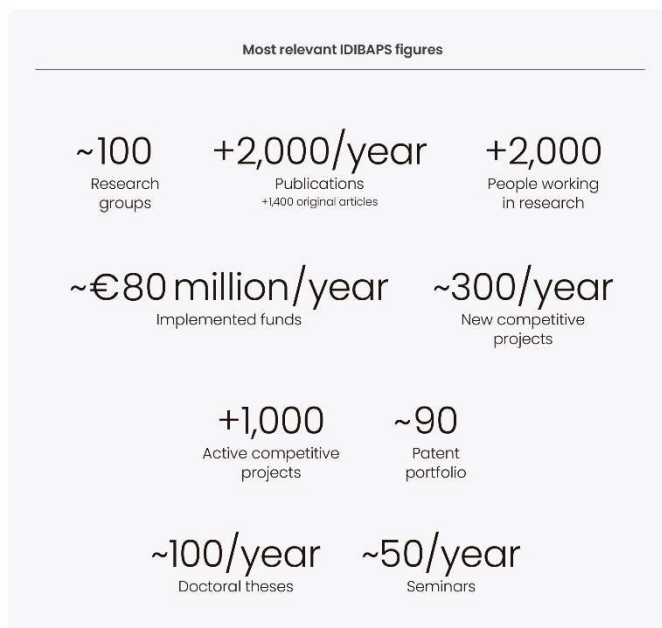 Most relevant IDIBAPS figures
~100
Research
groups
+2,000/year
Publications
+1,400 original articles
+2,000
People working
in research
~€80 million/year
Implemented funds
~300/year
New competitive
projects
+1,000
Active competitive
projects
~90
Patent
portfolio
~100/year
Doctoral theses
~50/year
Seminars